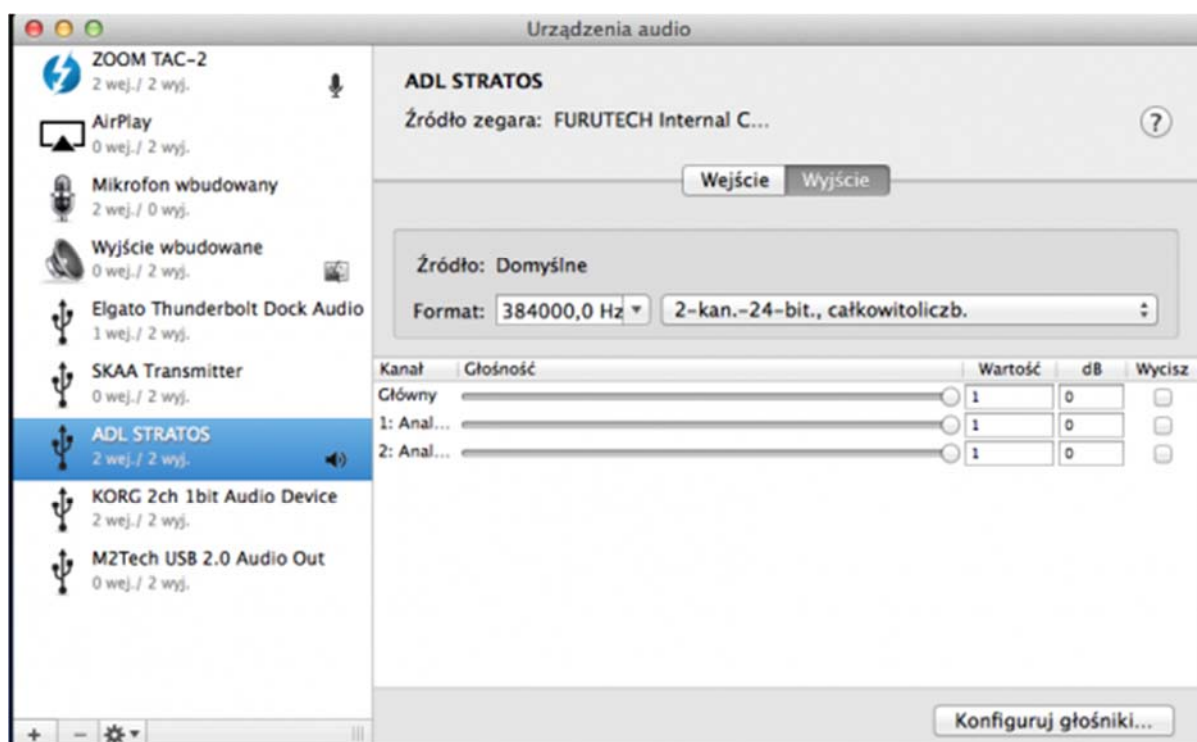 Urządzenia audio
ZOOM TAC-2
2 wej./ 2 wyj.
AirPlay
0 wej./ 2 wyj.
Mikrofon wbudowany
2 wej./ 0 wyj.
Wyjście wbudowane
0 wej./ 2 wyj.
Elgato Thunderbolt Dock Audio
1 wej./ 2 wyj.
SKAA Transmitter
0 wej./ 2 wyj.
ADL STRATOS
2 wej./ 2 wyj.
KORG 2ch 1bit Audio Device
2 wej./ 2 wyj.
M2Tech USB 2.0 Audio Out
0 wej./ 2 wyj.
+ −
ADL STRATOS
Źródło zegara: FURUTECH Internal C...
?
Wejście Wyjście
Źródło: Domyślne
Format: 384000,0 Hz 2-kan.-24-bit., całkowitoliczb.
Kanał Głośność Wartość dB Wycisz
Główny 1 0
1: Anal... 1 0
2: Anal... 1 0
Konfiguruj głośniki...